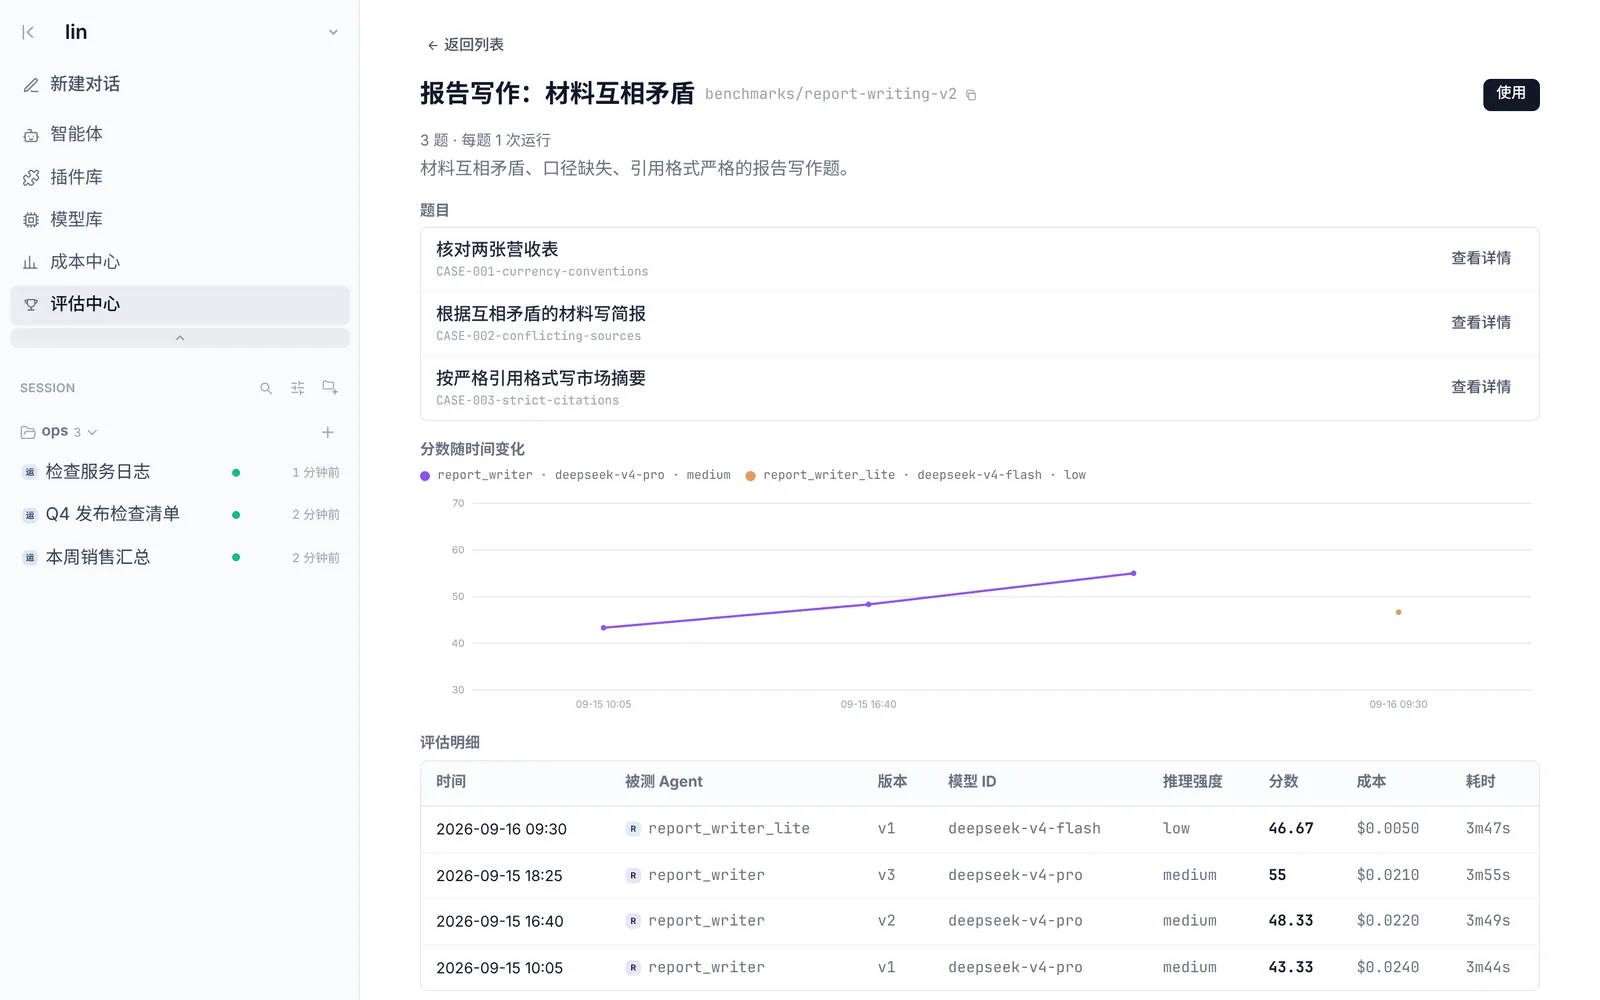 lin
新建对话
智能体
插件库
模型库
成本中心
评估中心
SESSION
ops 3
运 检查服务日志 1 分钟前
运 Q4 发布检查清单 2 分钟前
运 本周销售汇总 2 分钟前
← 返回列表
报告写作：材料互相矛盾 benchmarks/report-writing-v2
使用
3 题 · 每题 1 次运行
材料互相矛盾、口径缺失、引用格式严格的报告写作题。
题目
核对两张营收表
CASE-001-currency-conventions
查看详情
根据互相矛盾的材料写简报
CASE-002-conflicting-sources
查看详情
按严格引用格式写市场摘要
CASE-003-strict-citations
查看详情
分数随时间变化
report_writer · deepseek-v4-pro · medium report_writer_lite · deepseek-v4-flash · low
70
60
50
40
30
09-15 10:05 09-15 16:40 09-16 09:30
评估明细
时间 被测 Agent 版本 模型 ID 推理强度 分数 成本 耗时
2026-09-16 09:30 R report_writer_lite v1 deepseek-v4-flash low 46.67 $0.0050 3m47s
2026-09-15 18:25 R report_writer v3 deepseek-v4-pro medium 55 $0.0210 3m55s
2026-09-15 16:40 R report_writer v2 deepseek-v4-pro medium 48.33 $0.0220 3m49s
2026-09-15 10:05 R report_writer v1 deepseek-v4-pro medium 43.33 $0.0240 3m44s